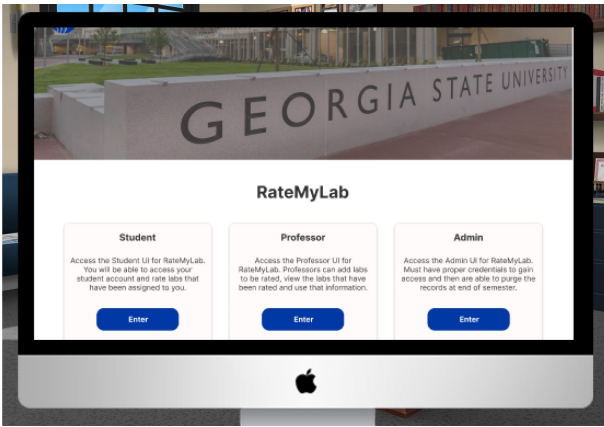 GEORGIA STATE UNIVERSITY
RateMyLab
Student
Access the Student UI for RateMyLab.
You will be able to access your
student account and rate labs that
have been assigned to you.
Enter
Professor
Access the Professor UI for
RateMyLab. Professors can add labs
to be rated, view the labs that have
been rated and use that information.
Enter
Admin
Access the Admin UI for RateMyLab.
Must have proper credentials to gain
access and then are able to purge the
records at end of semester.
Enter